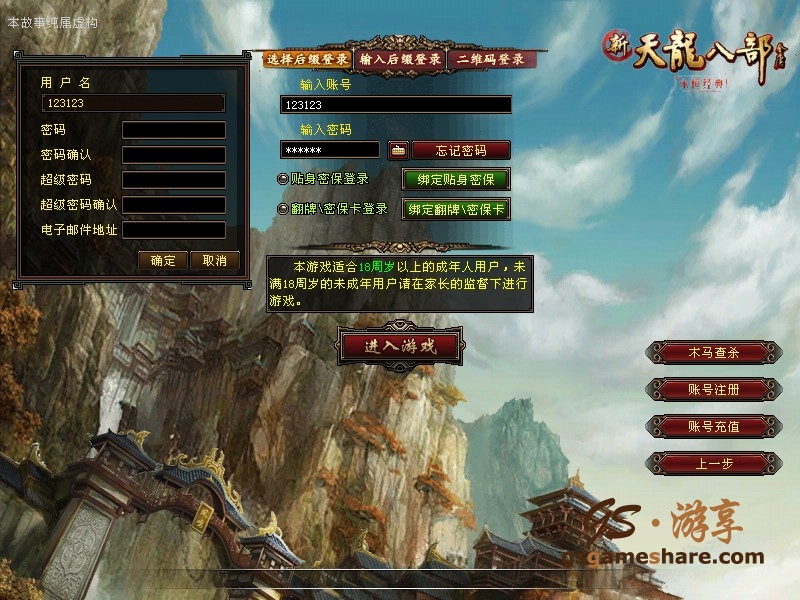 本故事纯属虚构
用户名
123123
密码
密码确认
超级密码
超级密码确认
电子邮件地址
确定
取消
选择后缀登录
输入后缀登录
二维码登录
输入账号
123123
输入密码
******
忘记密码
贴身密保登录
绑定贴身密保
翻牌\密保卡登录
绑定翻牌\密保卡
本游戏适合18周岁以上的成年人用户，未
满18周岁的未成年用户请在家长的监督下进行
游戏。
进入游戏
新天龍八部
永恒经典!
木马查杀
账号注册
账号充值
上一步
GS·游享
gameshare.com